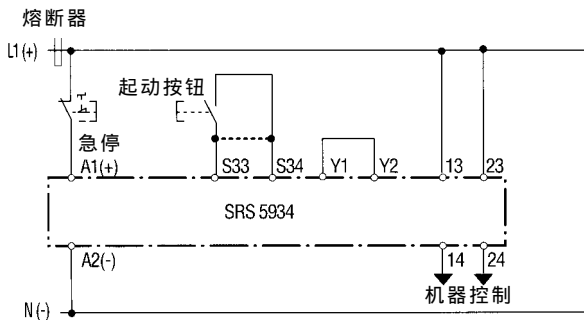 熔断器
L1(+)
起动按钮
急停
A1(+)
S33
S34
Y1
Y2
13
23
SRS 5934
A2(-)
14
24
机器控制
N(-)